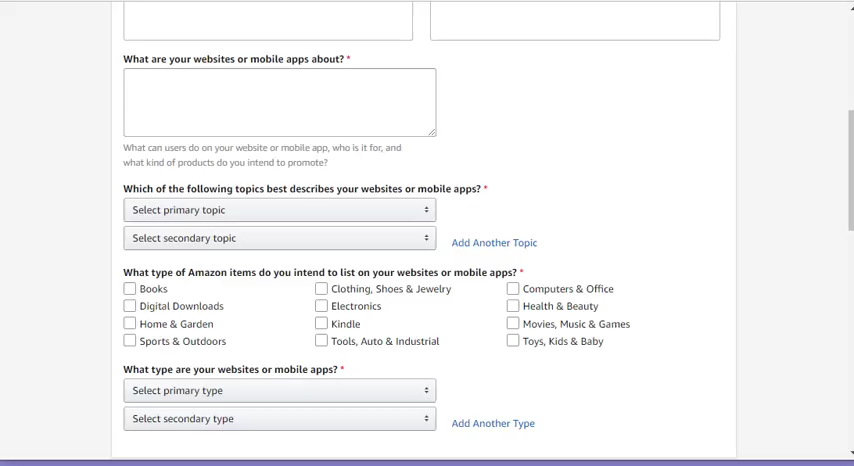 What are your websites or mobile apps about? *
What can users do on your website or mobile app, who is it for, and
what kind of products do you intend to promote?
Which of the following topics best describes your websites or mobile apps? *
Select primary topic
Select secondary topic
Add Another Topic
What type of Amazon items do you intend to list on your websites or mobile apps? *
Books
Clothing, Shoes & Jewelry
Computers & Office
Digital Downloads
Electronics
Health & Beauty
Home & Garden
Kindle
Movies, Music & Games
Sports & Outdoors
Tools, Auto & Industrial
Toys, Kids & Baby
What type are your websites or mobile apps? *
Select primary type
Select secondary type
Add Another Type